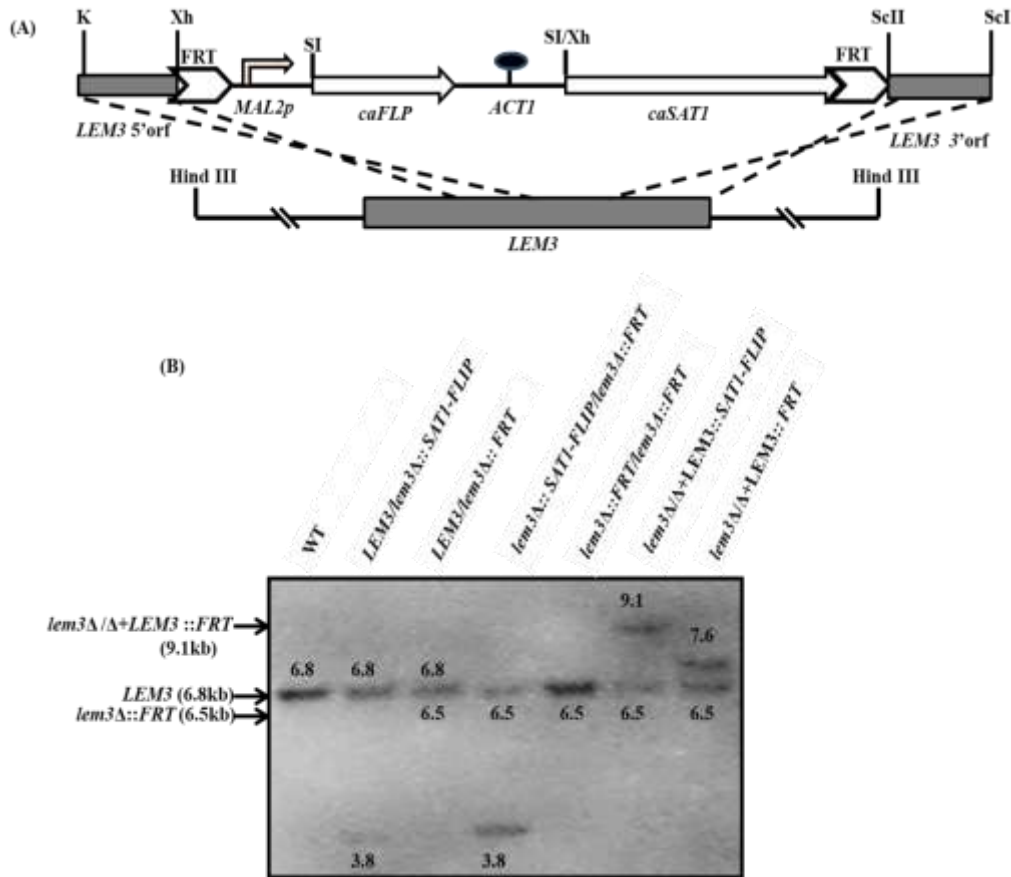 (A)
K Xh ScII ScI
FRT SI SI/Xh FRT
MAL2p caFLP ACT1 caSAT1
LEM3 5'orf LEM3 3'orf
Hind III Hind III
LEM3
(B)
WT
LEM3/lem3Δ:: SAT1-FLIP
LEM3/lem3Δ:: FRT
lem3Δ:: SAT1-FLIP/lem3Δ::FRT
lem3Δ::FRT/lem3Δ::FRT
lem3Δ/Δ+LEM3:: SAT1-FLIP
lem3Δ/Δ+LEM3:: FRT
lem3Δ /Δ+LEM3 ::FRT
(9.1kb)
9.1
7.6
6.8 6.8 6.8
LEM3 (6.8kb)
lem3Δ::FRT (6.5kb)
6.5 6.5 6.5 6.5 6.5
3.8 3.8